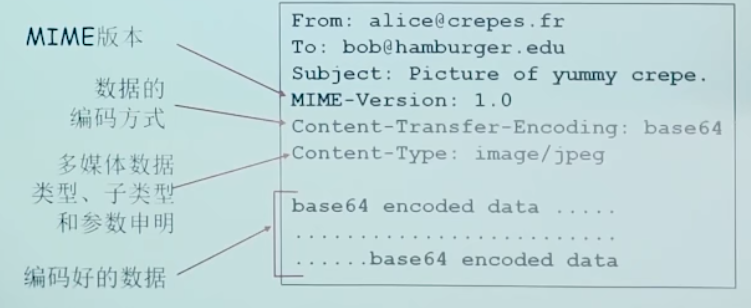 MIME版本
数据的
编码方式
多媒体数据
类型、子类型
和参数申明
编码好的数据
From: alice@crepes.fr
To: bob@hamburger.edu
Subject: Picture of yummy crepe.
MIME-Version: 1.0
Content-Transfer-Encoding: base64
Content-Type: image/jpeg
base64 encoded data .....
.........................
......base64 encoded data